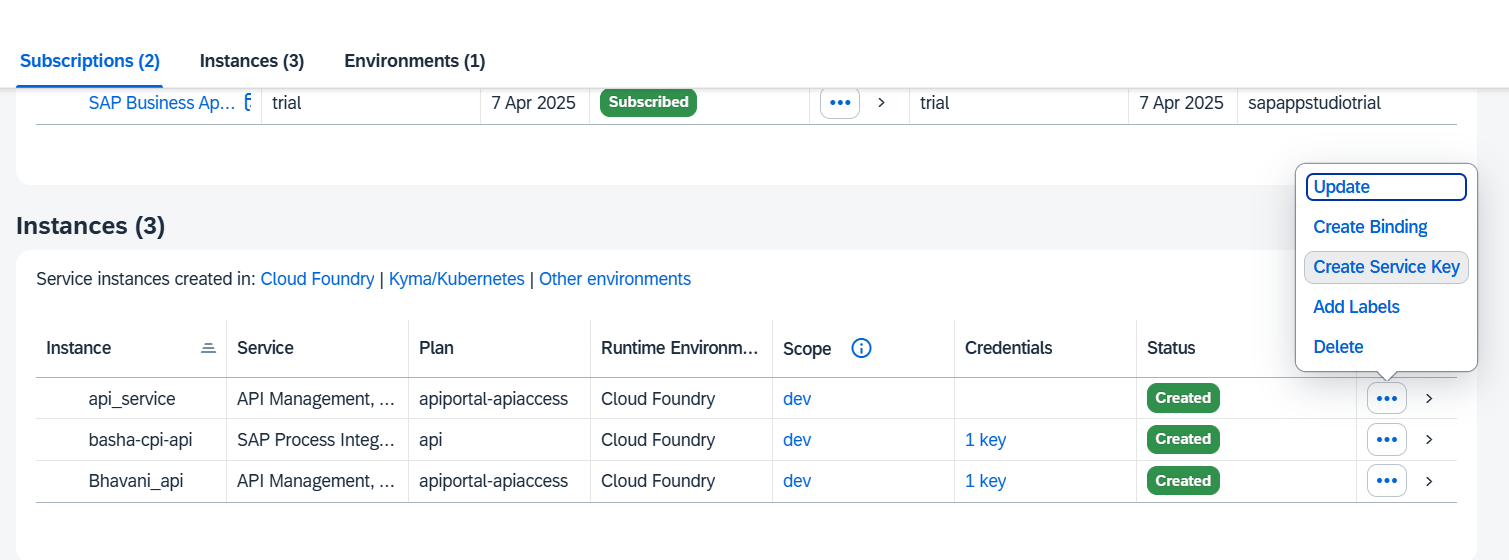 Subscriptions (2) Instances (3) Environments (1)
SAP Business Ap... trial 7 Apr 2025 Subscribed ••• trial 7 Apr 2025 sapappstudiotrial
Update
Instances (3)
Create Binding
Create Service Key
Service instances created in: Cloud Foundry | Kyma/Kubernetes | Other environments
Add Labels
Delete
Instance Service Plan Runtime Environm... Scope Credentials Status
api_service API Management, ... apiportal-apiaccess Cloud Foundry dev Created •••
basha-cpi-api SAP Process Integ... api Cloud Foundry dev 1 key Created •••
Bhavani_api API Management, ... apiportal-apiaccess Cloud Foundry dev 1 key Created •••